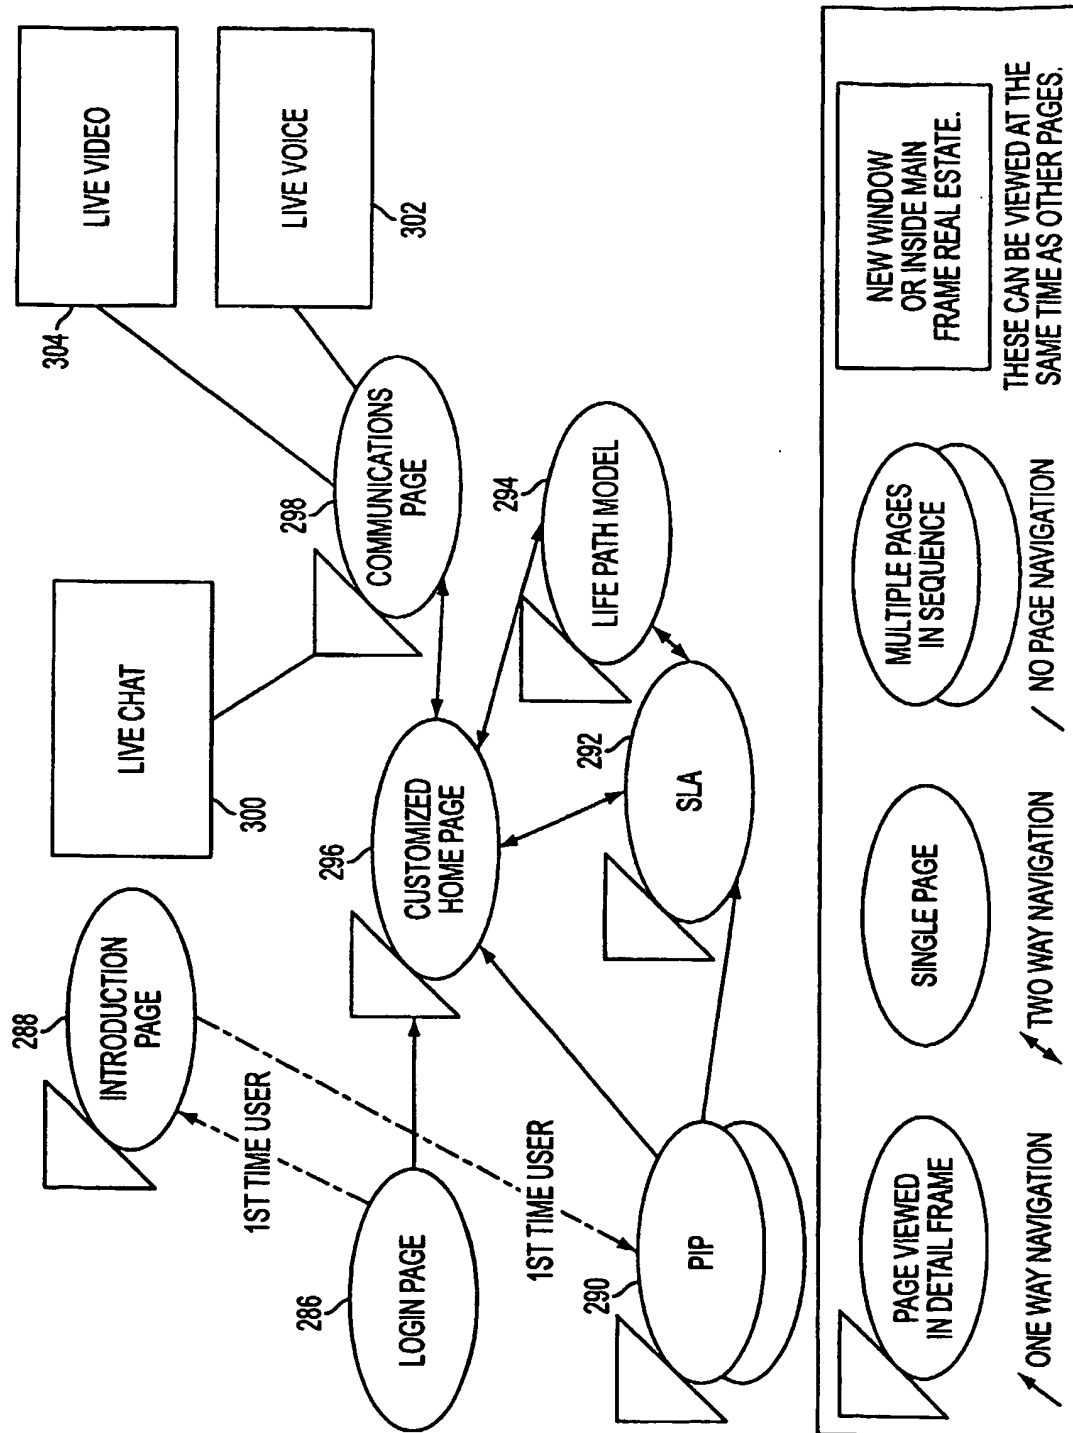 288
INTRODUCTION
PAGE
1ST TIME USER
286
LOGIN PAGE
1ST TIME USER
290
PIP
300
LIVE CHAT
296
CUSTOMIZED
HOME PAGE
292
SLA
298
COMMUNICATIONS
PAGE
294
LIFE PATH MODEL
304
LIVE VIDEO
302
LIVE VOICE
PAGE VIEWED
IN DETAIL FRAME
SINGLE PAGE
MULTIPLE PAGES
IN SEQUENCE
NEW WINDOW
OR INSIDE MAIN
FRAME REAL ESTATE.
THESE CAN BE VIEWED AT THE
SAME TIME AS OTHER PAGES.
ONE WAY NAVIGATION
TWO WAY NAVIGATION
NO PAGE NAVIGATION